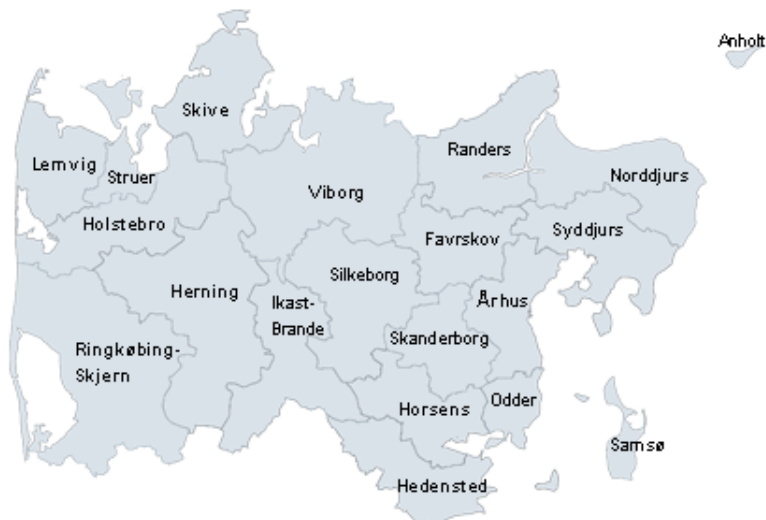 Anholt
Skive
Randers
Lemvig
Struer
Norddjurs
Viborg
Holstebro
Favrskov
Syddjurs
Silkeborg
Herning
Ikast-
Brande
Århus
Skanderborg
Ringkøbing-
Skjern
Horsens
Odder
Samsø
Hedensted